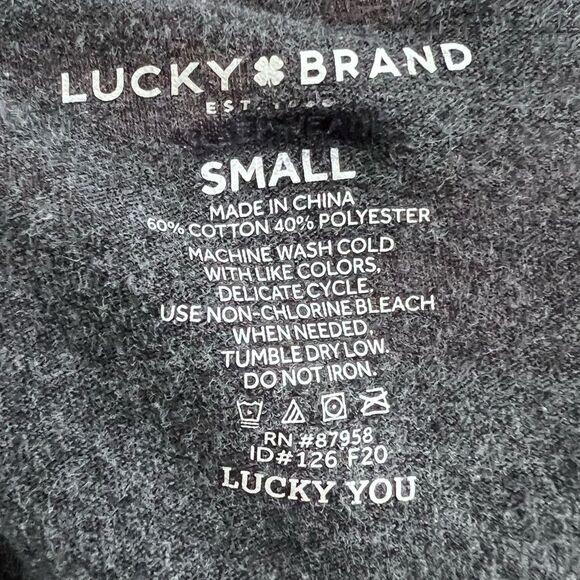 LUCKY BRAND
EST.
SMALL
MADE IN CHINA
60% COTTON 40% POLYESTER
MACHINE WASH COLD
WITH LIKE COLORS,
DELICATE CYCLE.
USE NON-CHLORINE BLEACH
WHEN NEEDED,
TUMBLE DRY LOW.
DO NOT IRON.
RN #87958
ID#126 F20
LUCKY YOU